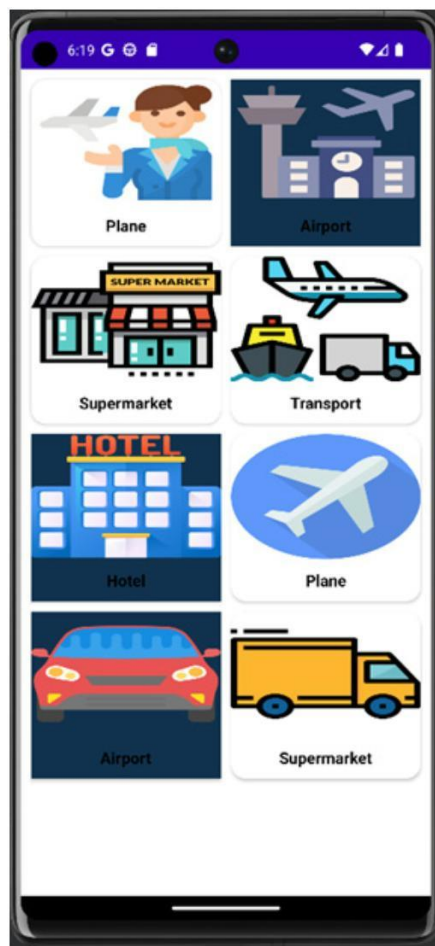 6:19 G
Plane
Airport
SUPER MARKET
Supermarket
Transport
HOTEL
Hotel
Plane
Airport
Supermarket